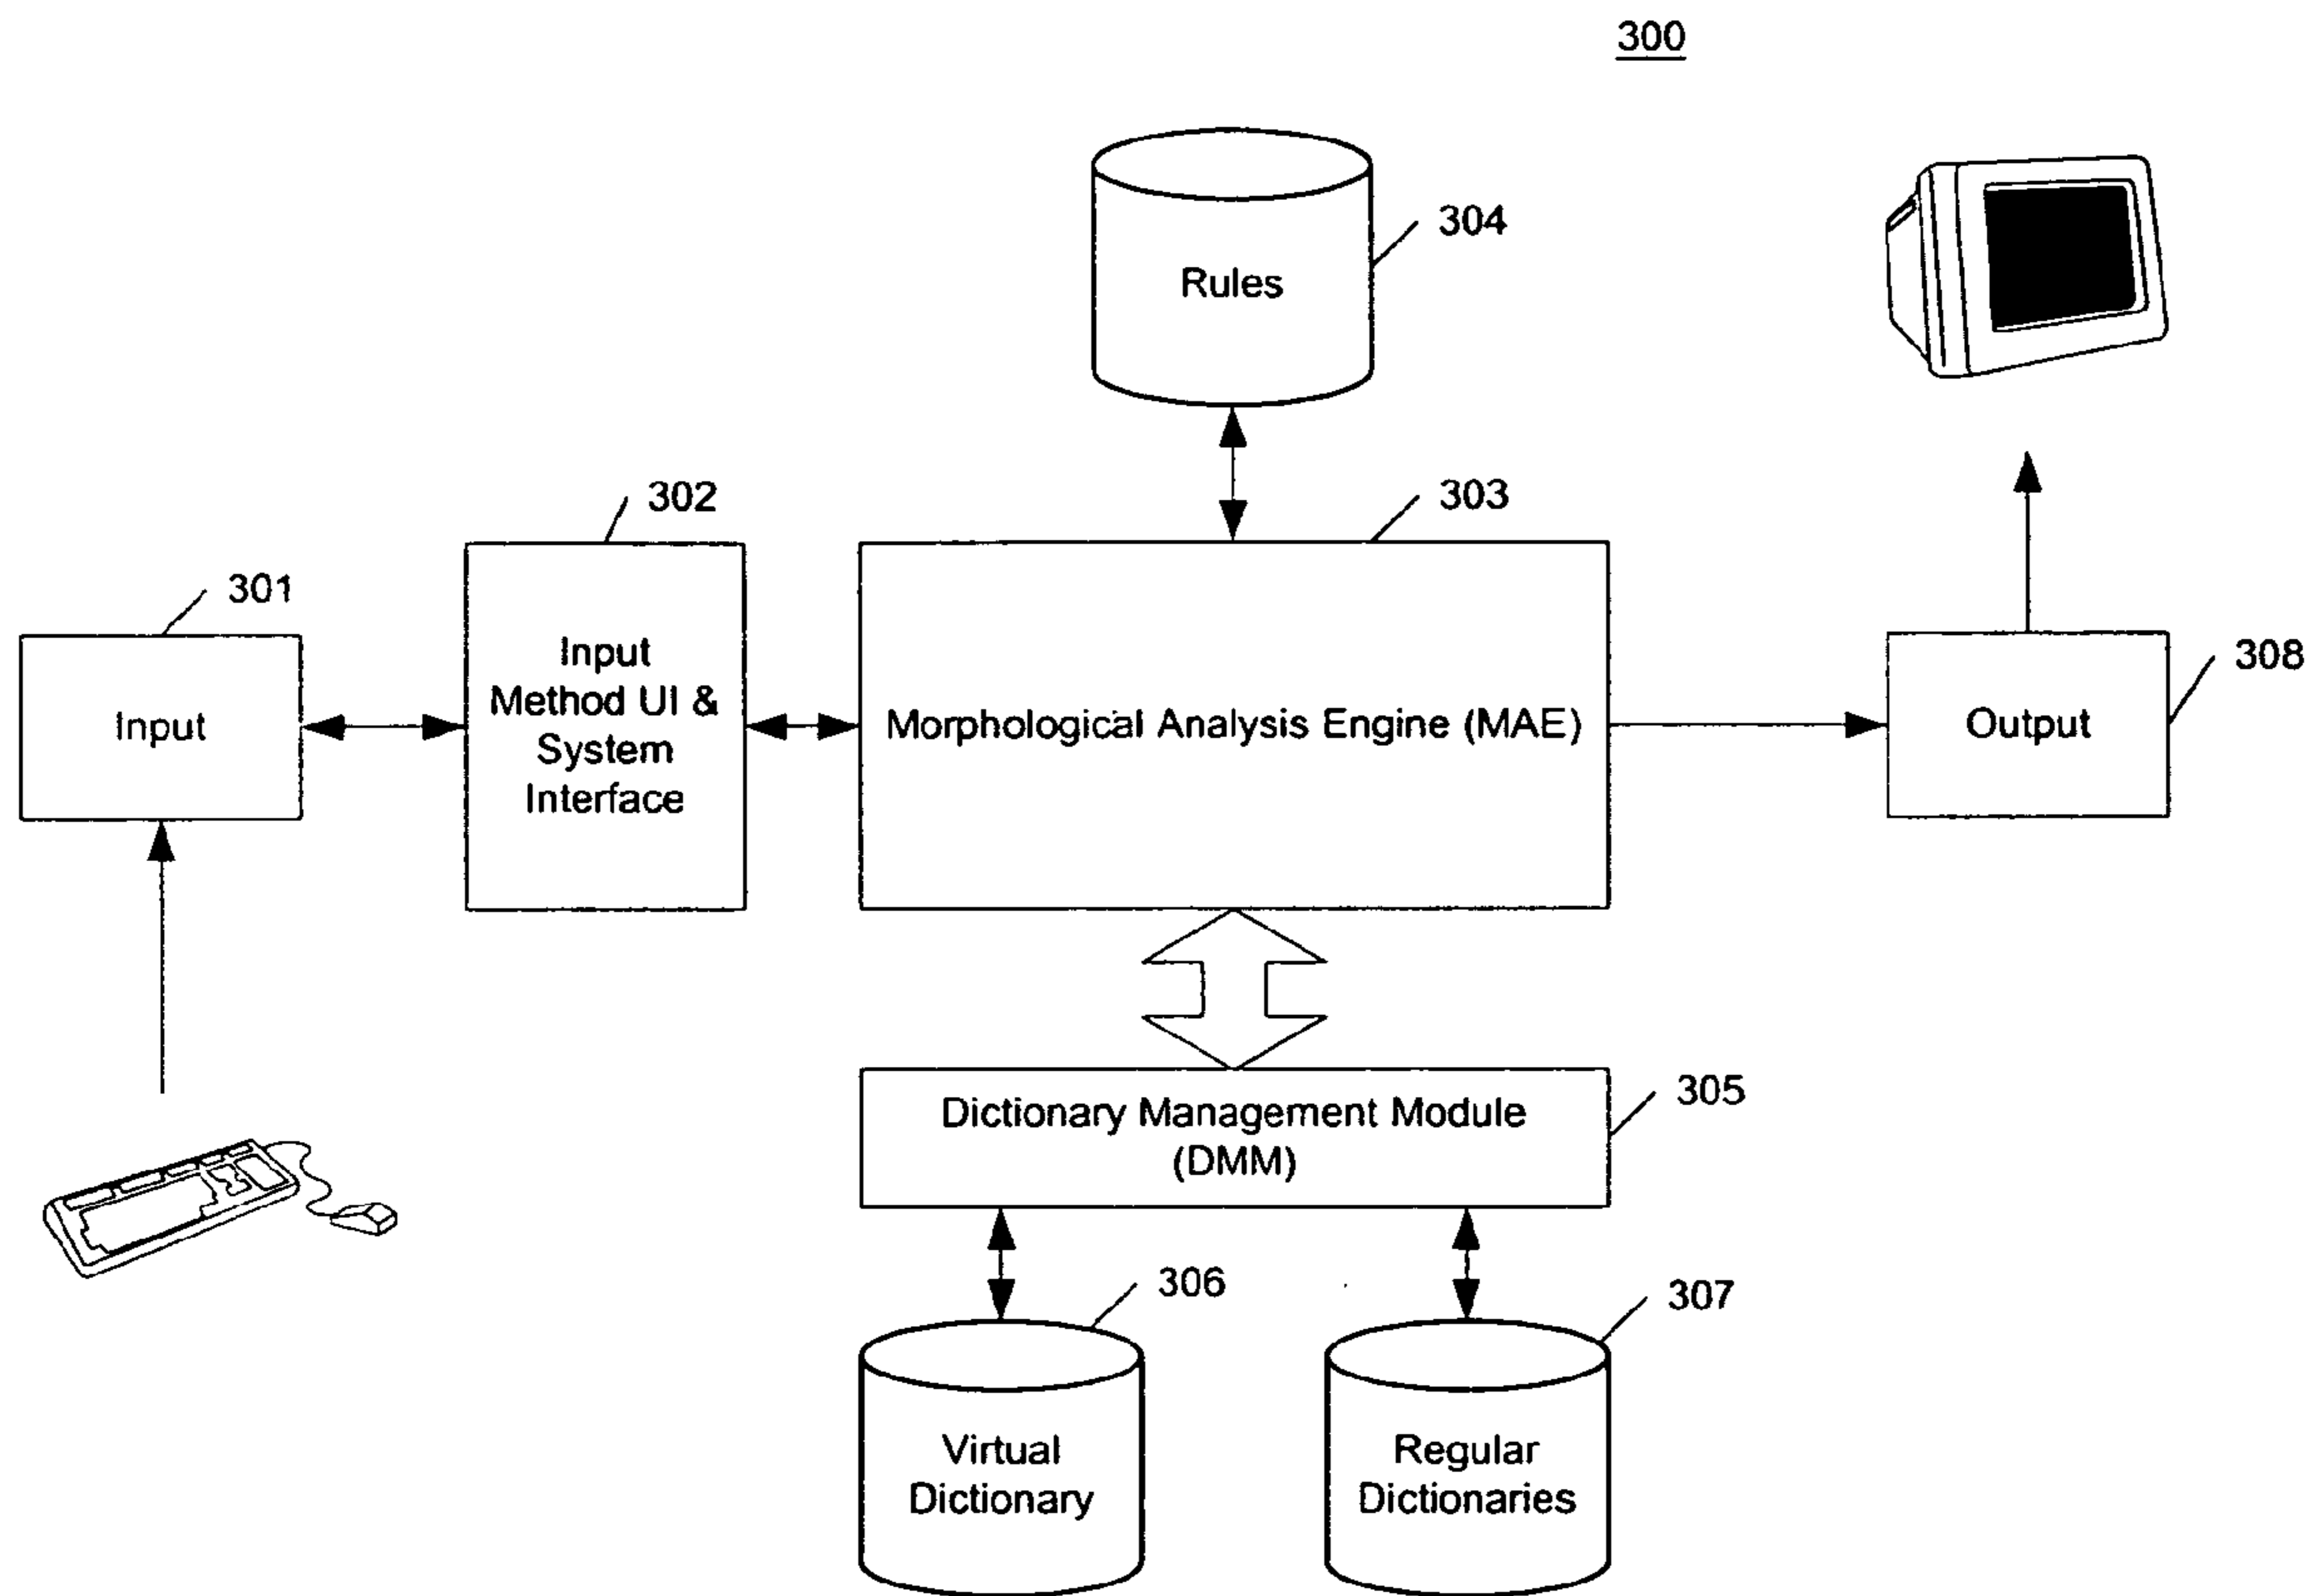 300
304
Rules
302
303
301
Input
Method UI &
System
Interface
308
Input
Morphological Analysis Engine (MAE)
Output
305
Dictionary Management Module
(DMM)
306
307
Virtual
Dictionary
Regular
Dictionaries